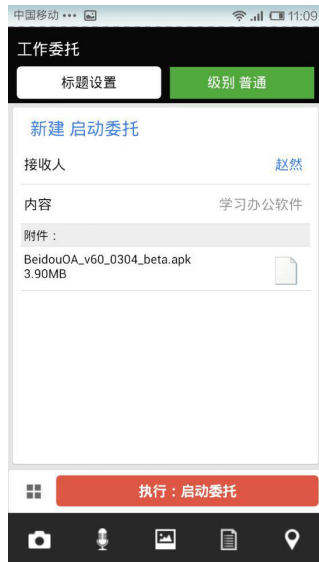 中国移动 ••• 11:09
工作委托
标题设置 级别 普通
新建 启动委托
接收人 赵然
内容 学习办公软件
附件：
BeidouOA_v60_0304_beta.apk
3.90MB
执行：启动委托